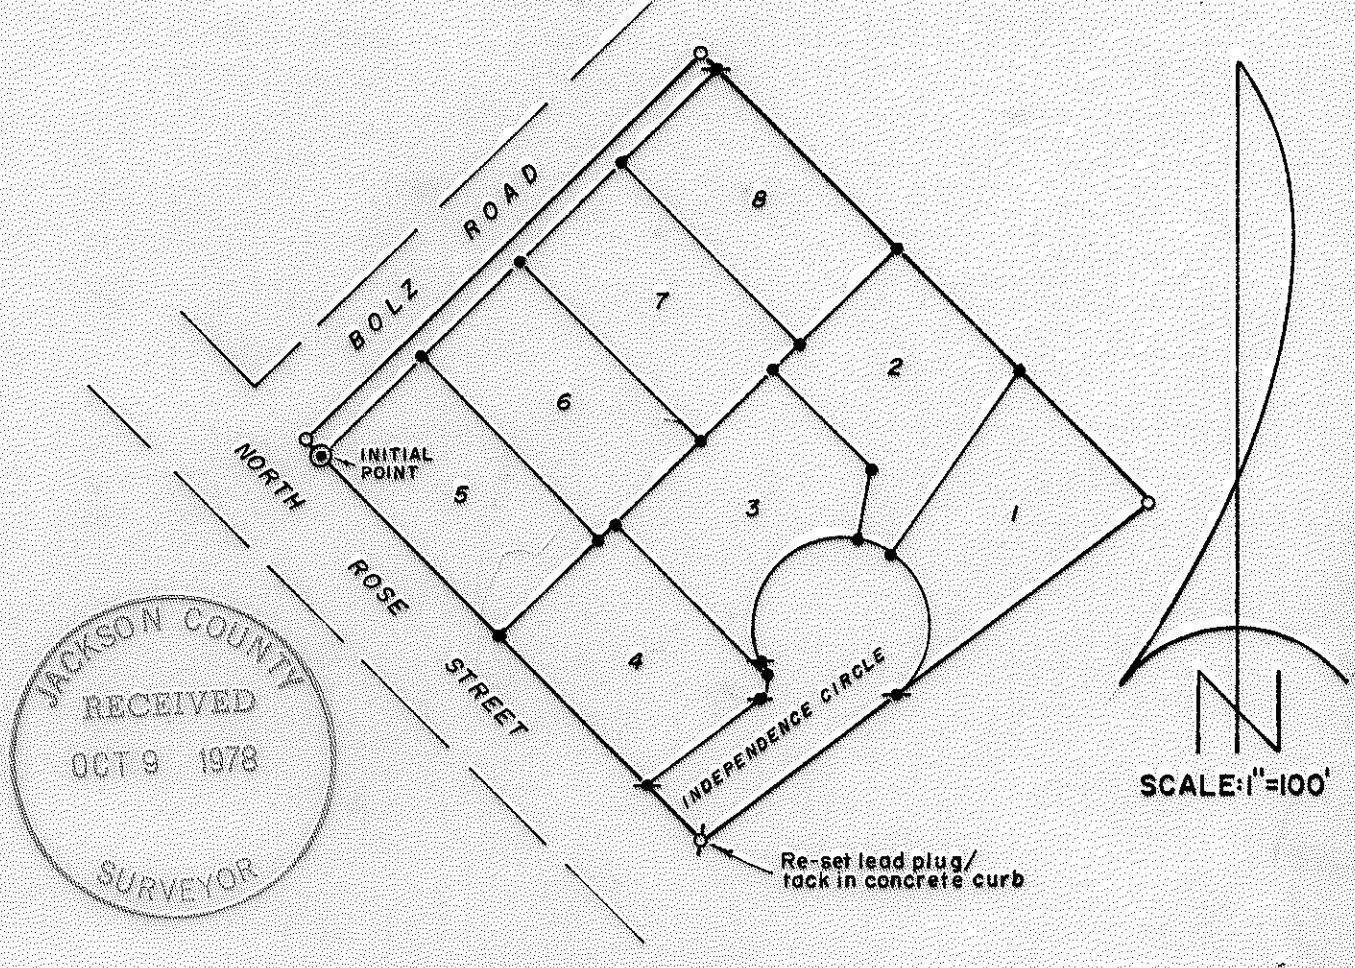 BOLZ ROAD
8
7
2
6
INITIAL
POINT
NORTH ROSE STREET
5
3
1
4
INDEPENDENCE CIRCLE
Re-set lead plug/
tack in concrete curb
N
SCALE:1"=100'
JACKSON COUNTY
RECEIVED
OCT 9 1978
SURVEYOR